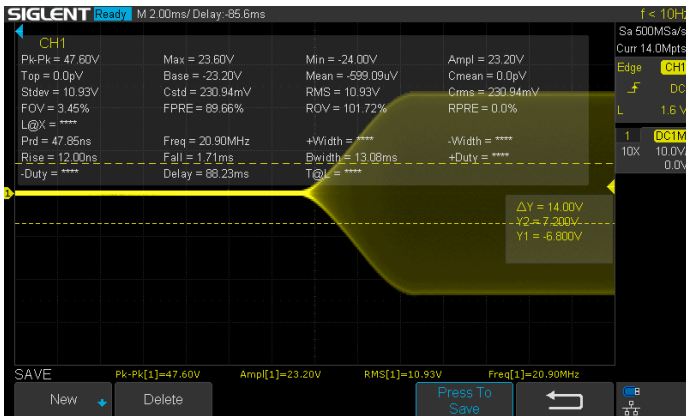 SIGLENT Ready M 2.00ms/ Delay:-85.6ms f < 10Hz
Sa 500MSa/s
Curr 14.0Mpts
CH1
Pk-Pk = 47.60V Max = 23.60V Min = -24.00V Ampl = 23.20V
Top = 0.0pV Base = -23.20V Mean = -599.09uV Cmean = 0.0pV
Stdev = 10.93V Cstd = 230.94mV RMS = 10.93V Crms = 230.94mV
FOV = 3.45% FPRE = 89.66% ROV = 101.72% RPRE = 0.0%
L@X = ****
Prd = 47.85ns Freq = 20.90MHz +Width = **** -Width = ****
Rise = 12.00ns Fall = 1.71ms Bwidth = 13.08ms +Duty = ****
-Duty = **** Delay = 88.23ms T@L = ****
Edge CH1
DC
L 1.6 V
1 DC1M
10X 10.0V/
0.0V
1
△Y = 14.00V
Y2 = 7.200V
Y1 = -6.800V
SAVE Pk-Pk[1]=47.60V Ampl[1]=23.20V RMS[1]=10.93V Freq[1]=20.90MHz
New Delete Press To
Save